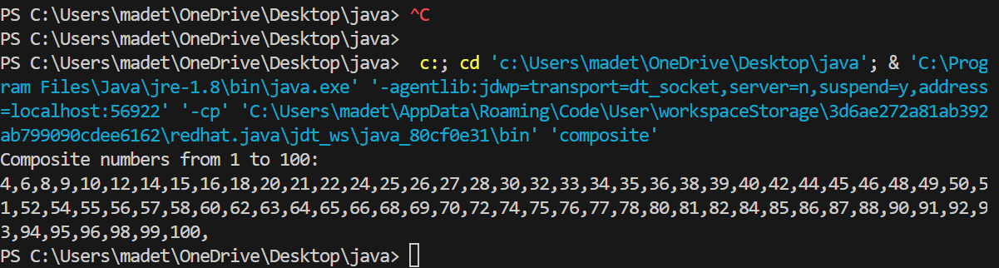 PS C:\Users\madet\OneDrive\Desktop\java> ^C
PS C:\Users\madet\OneDrive\Desktop\java>
PS C:\Users\madet\OneDrive\Desktop\java>  c:; cd 'c:\Users\madet\OneDrive\Desktop\java'; & 'C:\Prog
ram Files\Java\jre-1.8\bin\java.exe' '-agentlib:jdwp=transport=dt_socket,server=n,suspend=y,address
=localhost:56922' '-cp' 'C:\Users\madet\AppData\Roaming\Code\User\workspaceStorage\3d6ae272a81ab392
ab799090cdee6162\redhat.java\jdt_ws\java_80cf0e31\bin' 'composite'
Composite numbers from 1 to 100:
4,6,8,9,10,12,14,15,16,18,20,21,22,24,25,26,27,28,30,32,33,34,35,36,38,39,40,42,44,45,46,48,49,50,5
1,52,54,55,56,57,58,60,62,63,64,65,66,68,69,70,72,74,75,76,77,78,80,81,82,84,85,86,87,88,90,91,92,9
3,94,95,96,98,99,100,
PS C:\Users\madet\OneDrive\Desktop\java>